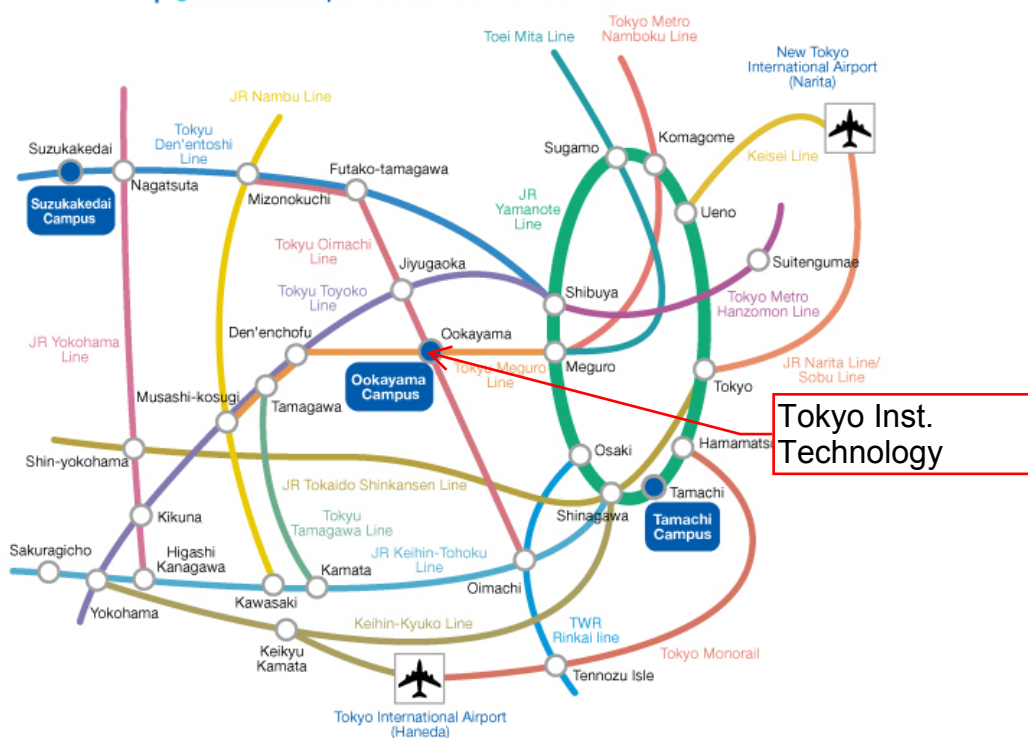 Toei Mita Line
Tokyo Metro
Namboku Line
New Tokyo
International Airport
(Narita)
JR Nambu Line
Tokyu
Den'entoshi
Line
Suzukakedai
Futako-tamagawa
Sugamo
Komagome
Keisei Line
Nagatsuta
Mizonokuchi
Suzukakedai
Campus
JR
Yamanote
Line
Ueno
Tokyu Oimachi
Line
Jiyugaoka
Suitengumae
Tokyu Toyoko
Line
Shibuya
Tokyo Metro
Hanzomon Line
JR Yokohama
Line
Den'enchofu
Ookayama
Tokyu Meguro
Line
Meguro
JR Narita Line/
Sobu Line
Ookayama
Campus
Tokyo
Musashi-kosugi
Tamagawa
Tokyo Inst.
Technology
Shin-yokohama
Osaki
Hamamatsu
JR Tokaido Shinkansen Line
Tamachi
Kikuna
Tokyu
Tamagawa Line
Shinagawa
Tamachi
Campus
Sakuragicho
Higashi
Kanagawa
JR Keihin-Tohoku
Line
Kamata
Oimachi
Yokohama
Kawasaki
Keihin-Kyuko Line
TWR
Rinkai line
Keikyu
Kamata
Tokyo Monorail
Tennozu Isle
Tokyo International Airport
(Haneda)